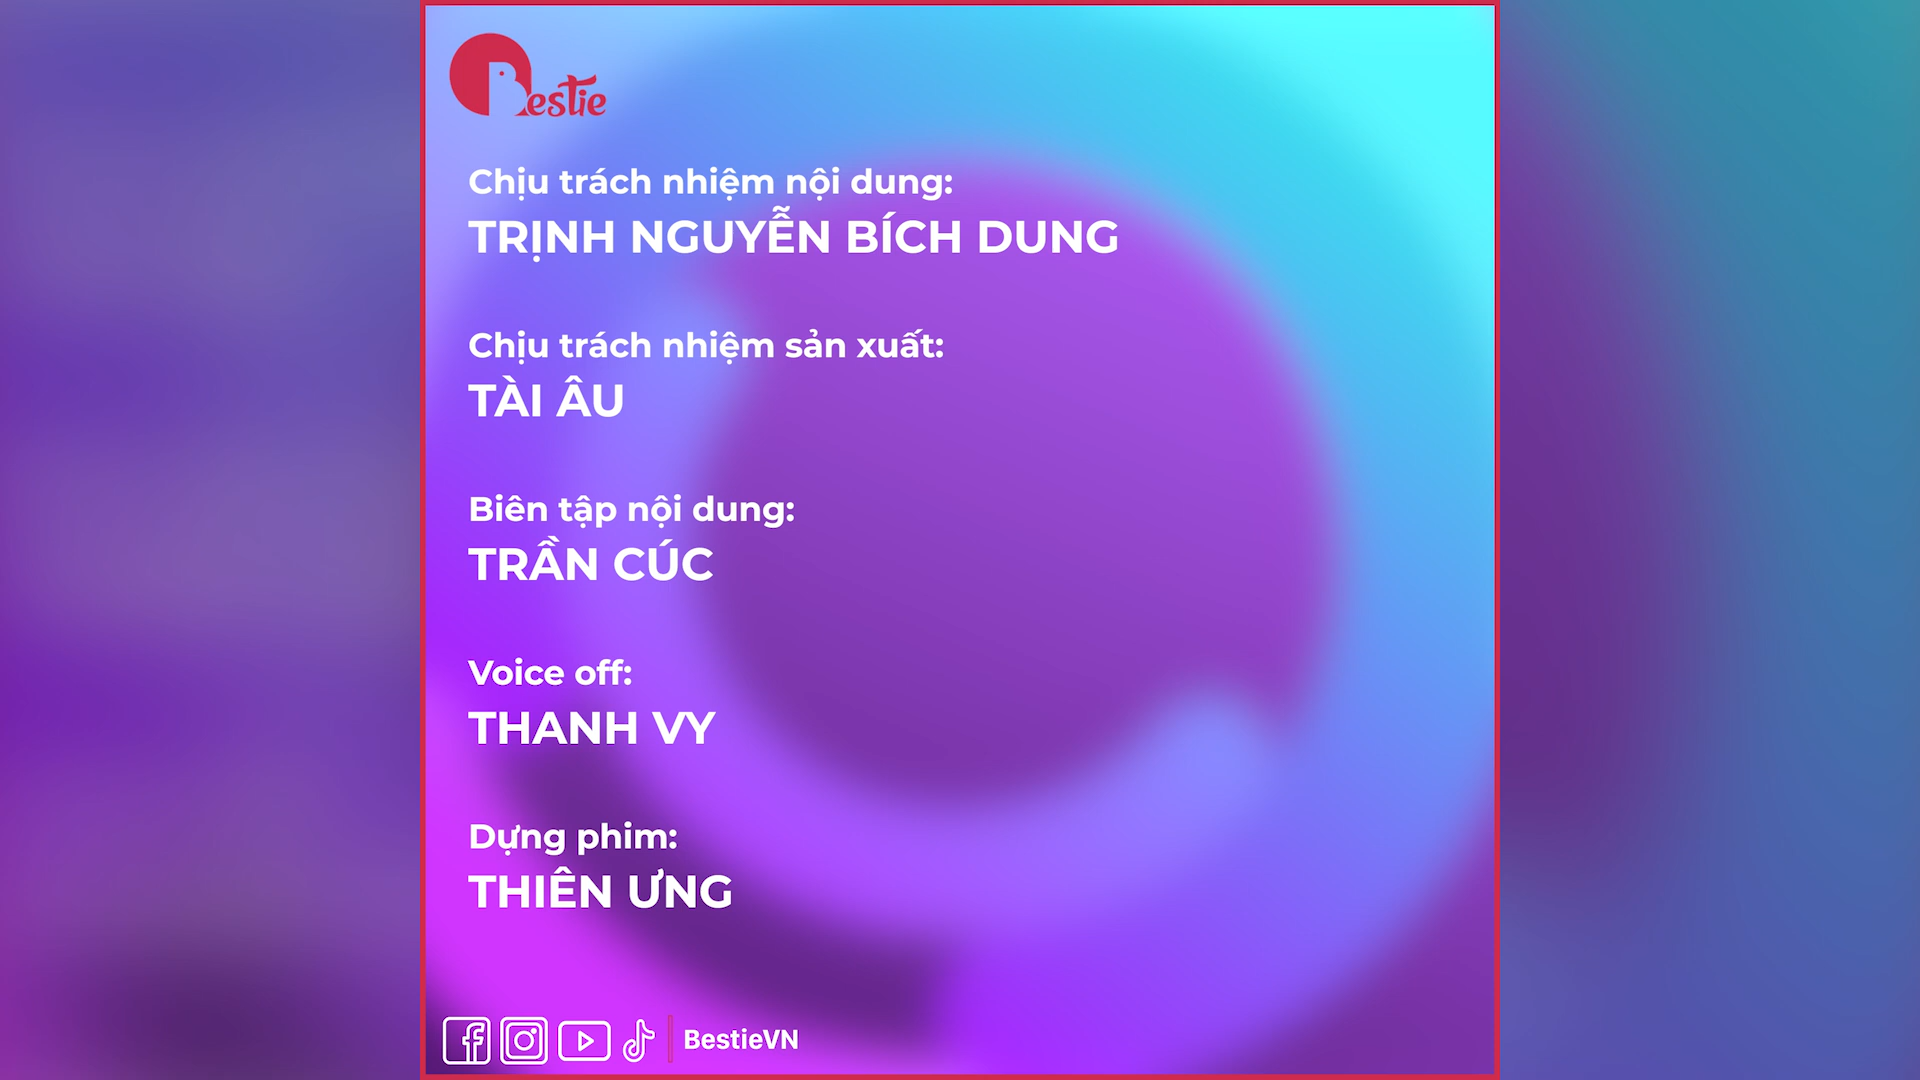 Bestie
Chịu trách nhiệm nội dung:
TRỊNH NGUYỄN BÍCH DUNG
Chịu trách nhiệm sản xuất:
TÀI ÂU
Biên tập nội dung:
TRẦN CÚC
Voice off:
THANH VY
Dựng phim:
THIÊN ƯNG
BestieVN